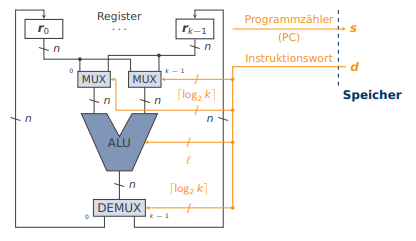 Register
r₀ ... rₖ₋₁
n n
Programmzähler s
(PC)
Instruktionswort d
Speicher
0 MUX MUX k − 1
⌈log₂ k⌉
n n
n n
ALU
ℓ
n
⌈log₂ k⌉
0 DEMUX k − 1